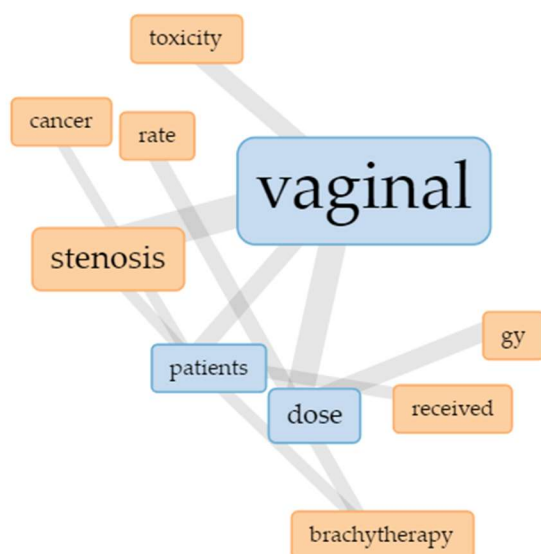 toxicity
cancer
rate
vaginal
stenosis
gy
patients
dose
received
brachytherapy